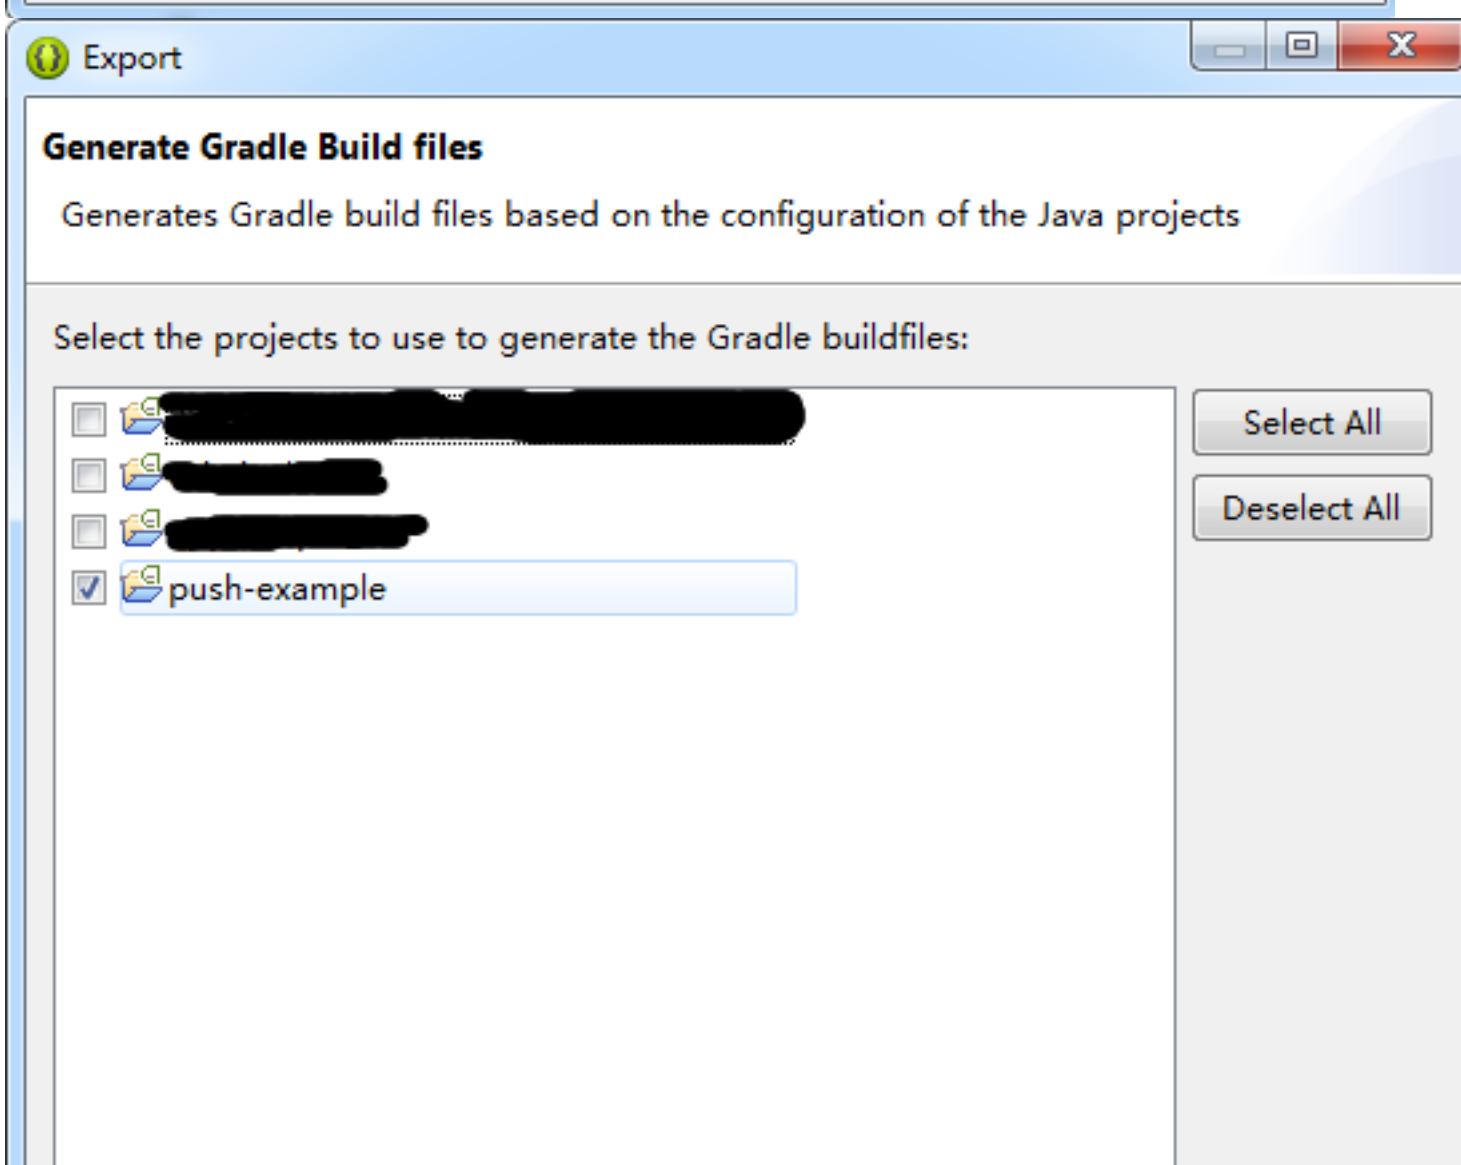 Export
Generate Gradle Build files
Generates Gradle build files based on the configuration of the Java projects
Select the projects to use to generate the Gradle buildfiles:
Select All
Deselect All
push-example